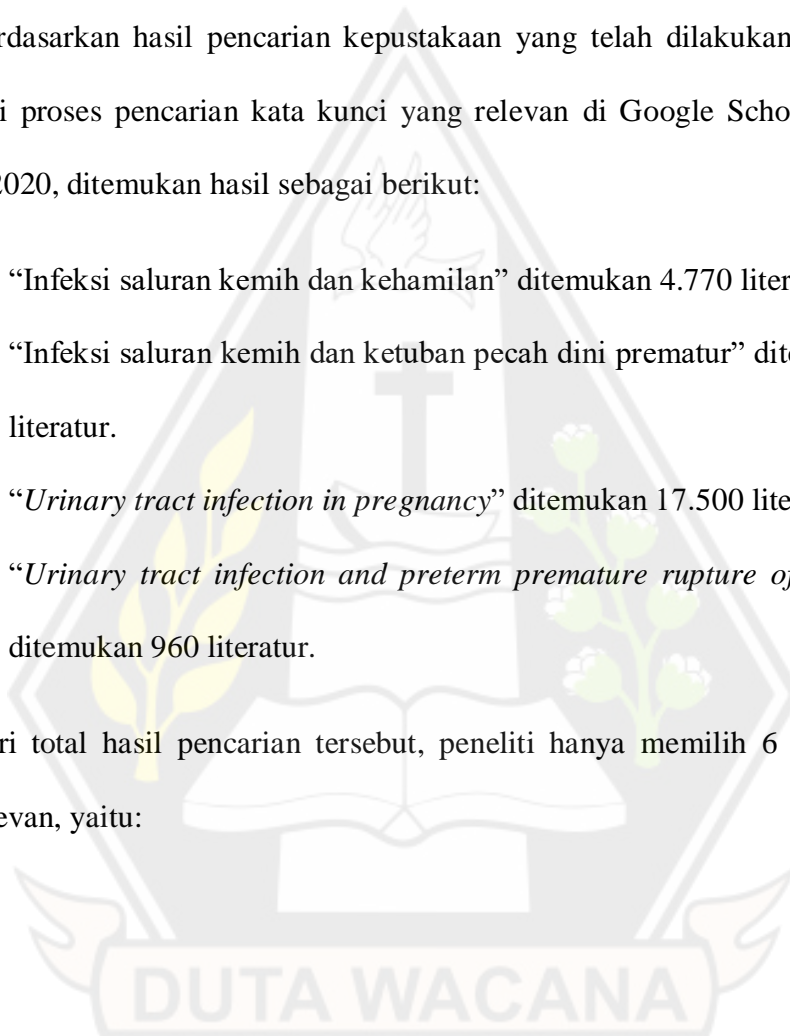 rdasarkan hasil pencarian kepustakaan yang telah dilakukan
i proses pencarian kata kunci yang relevan di Google Scho
2020, ditemukan hasil sebagai berikut:
“Infeksi saluran kemih dan kehamilan” ditemukan 4.770 liter
“Infeksi saluran kemih dan ketuban pecah dini prematur” dit
literatur.
“Urinary tract infection in pregnancy” ditemukan 17.500 lite
“Urinary tract infection and preterm premature rupture of
ditemukan 960 literatur.
ri total hasil pencarian tersebut, peneliti hanya memilih 6
evan, yaitu:
DUTA WACANA